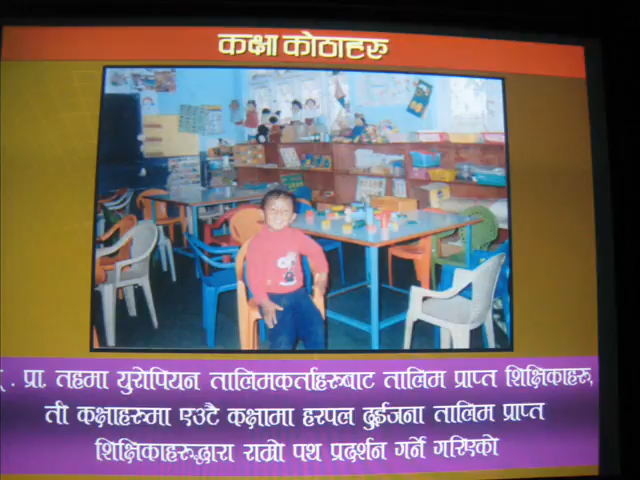 कक्षा कोठाहरु
. प्रा. तहमा युरोपियन तालिमकर्ताहरुबाट तालिम प्राप्त शिक्षिकाहरु,
ती कक्षाहरुमा एउटै कक्षामा हरपल दुईजना तालिम प्राप्त
शिक्षिकाहरुद्धारा राम्रो पथ प्रदर्शन गर्ने गरिएको